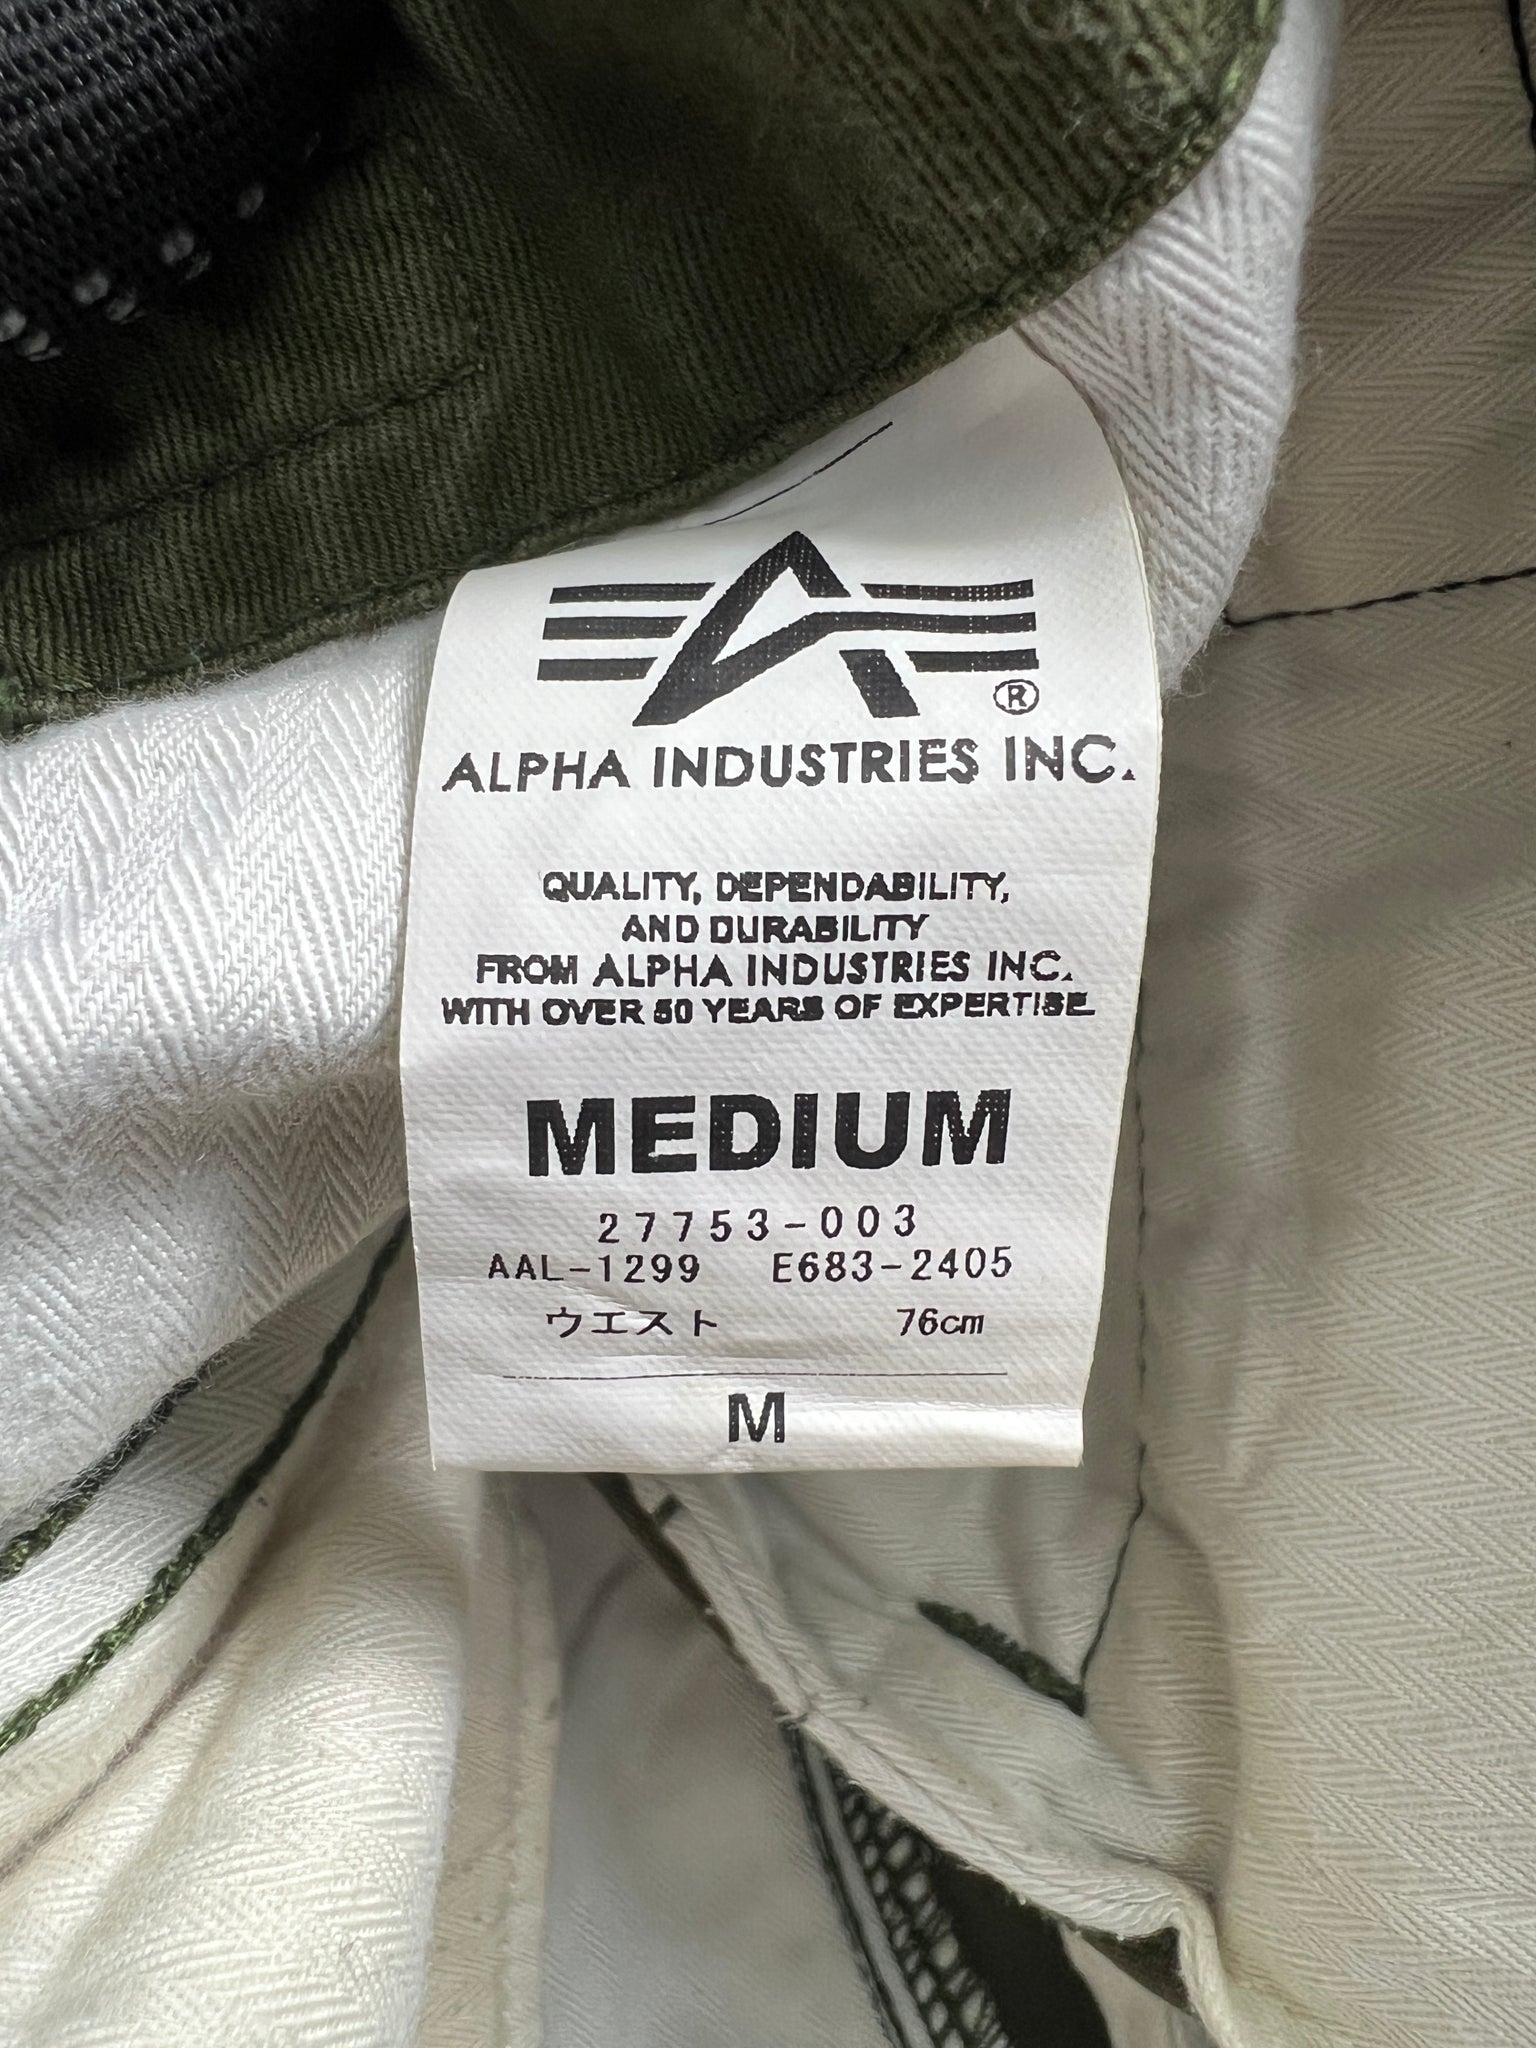 ®
ALPHA INDUSTRIES INC.
QUALITY, DEPENDABILITY,
AND DURABILITY
FROM ALPHA INDUSTRIES INC.
WITH OVER 50 YEARS OF EXPERTISE
MEDIUM
27753-003
AAL-1299 E683-2405
ウエスト 76cm
M